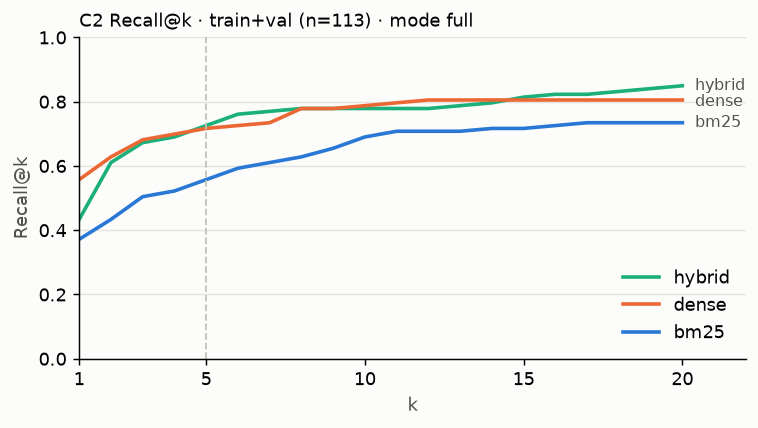 C2 Recall@k · train+val (n=113) · mode full
1.0
0.8
0.6
0.4
0.2
0.0
Recall@k
hybrid
dense
bm25
hybrid
dense
bm25
1
5
10
15
20
k